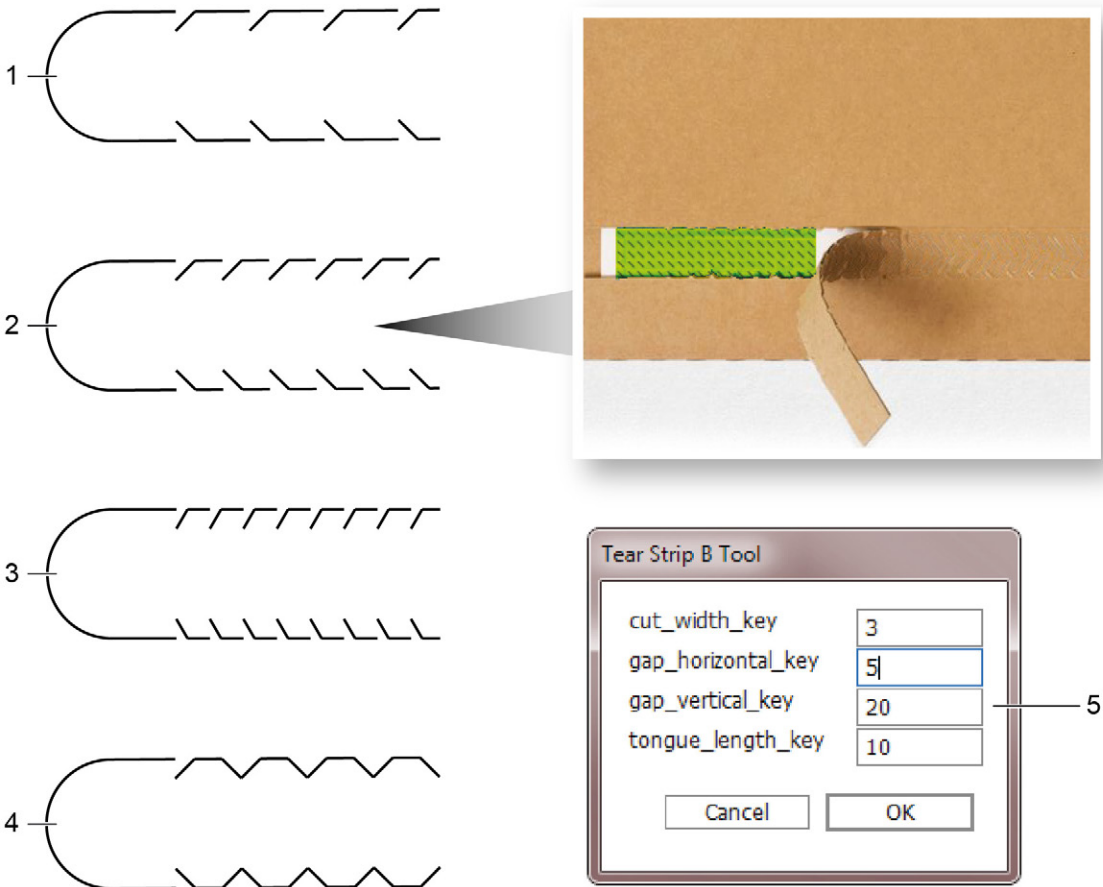 1
2
3
4
Tear Strip B Tool
cut_width_key 3
gap_horizontal_key 5
gap_vertical_key 20
tongue_length_key 10
Cancel OK
5